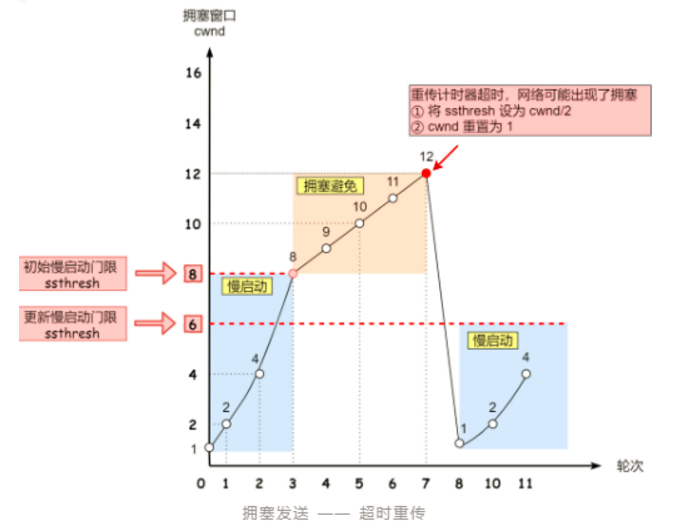 拥塞窗口
cwnd
16
14
12
10
8
6
4
2
1
重传计时器超时，网络可能出现了拥塞
① 将 ssthresh 设为 cwnd/2
② cwnd 重置为 1
12
11
10
9
8
拥塞避免
初始慢启动门限
ssthresh
慢启动
更新慢启动门限
ssthresh
慢启动
4
2
4
2
1
0 1 2 3 4 5 6 7 8 10 11
轮次
拥塞发送 —— 超时重传